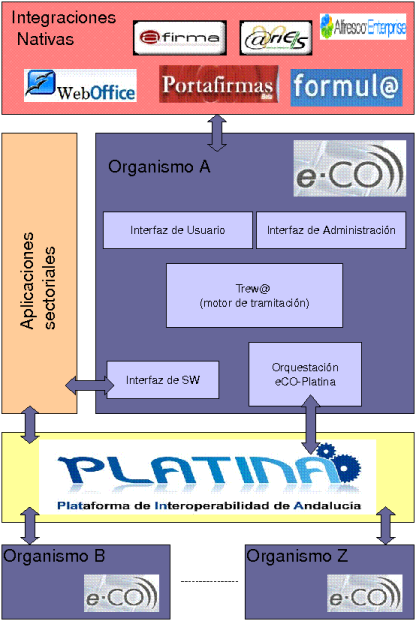 Integraciones
Nativas
@firma
@ries
Alfresco Enterprise
WebOffice
Portafirmas
formul@
Organismo A
e·CO
Interfaz de Usuario
Interfaz de Administración
Trew@
(motor de tramitación)
Aplicaciones
sectoriales
Interfaz de SW
Orquestación
eCO-Platina
PLATINA
Plataforma de Interoperabilidad de Andalucía
Organismo B
e·CO
Organismo Z
e·CO